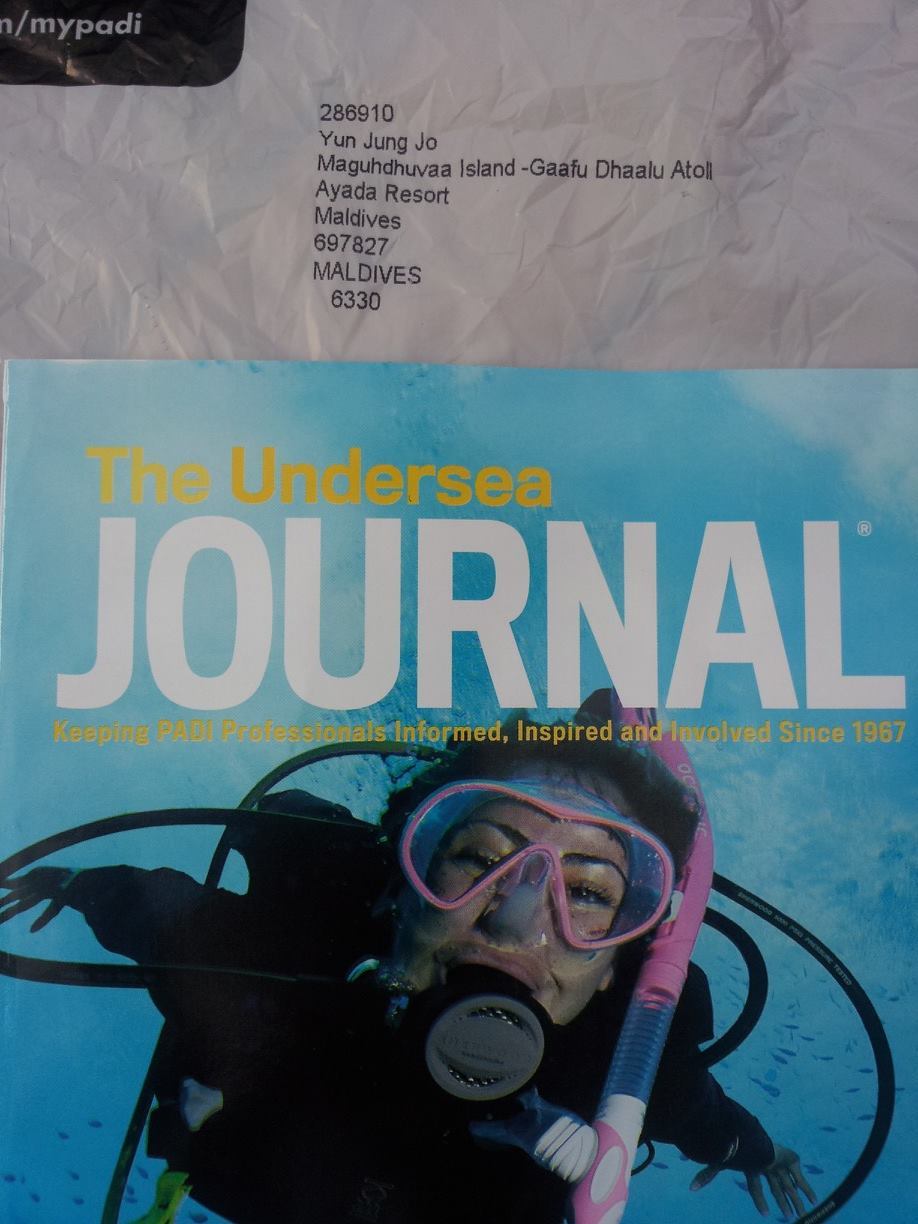 n/mypadi
286910
Yun Jung Jo
Maguhdhuvaa Island -Gaafu Dhaalu Atoll
Ayada Resort
Maldives
697827
MALDIVES
6330
The Undersea
JOURNAL®
Keeping PADI Professionals Informed, Inspired and Involved Since 1967